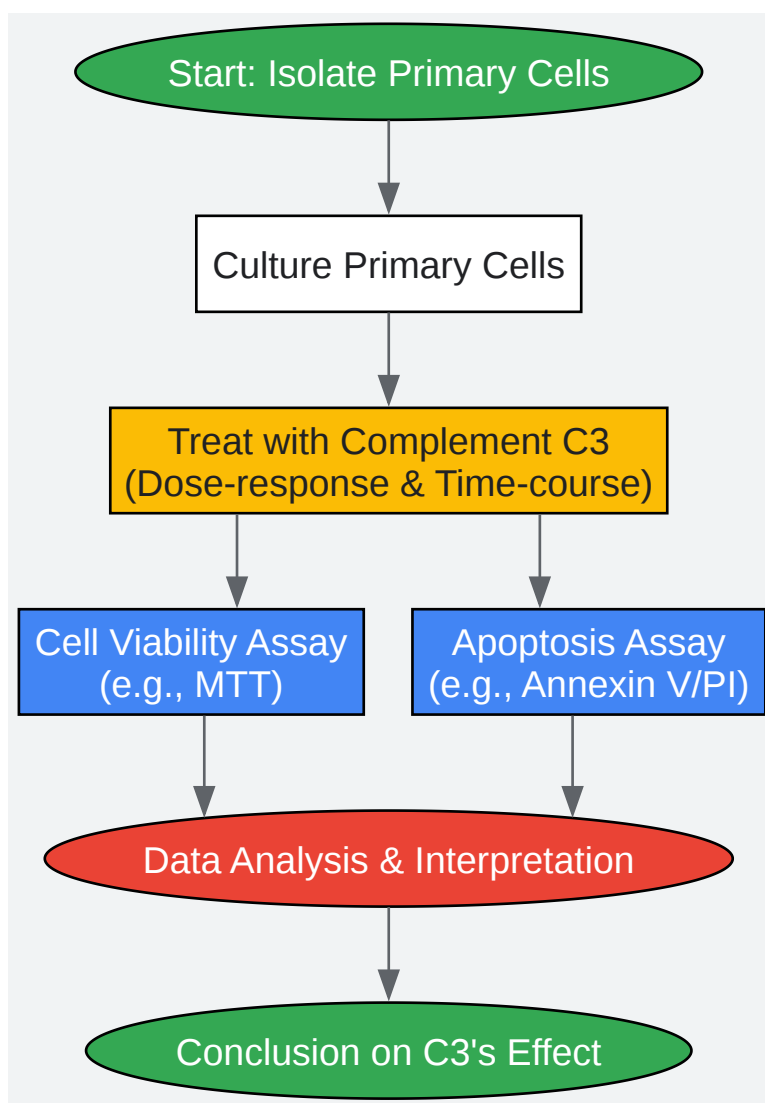 Start: Isolate Primary Cells
Culture Primary Cells
Treat with Complement C3
(Dose-response & Time-course)
Cell Viability Assay
(e.g., MTT)
Apoptosis Assay
(e.g., Annexin V/PI)
Data Analysis & Interpretation
Conclusion on C3's Effect